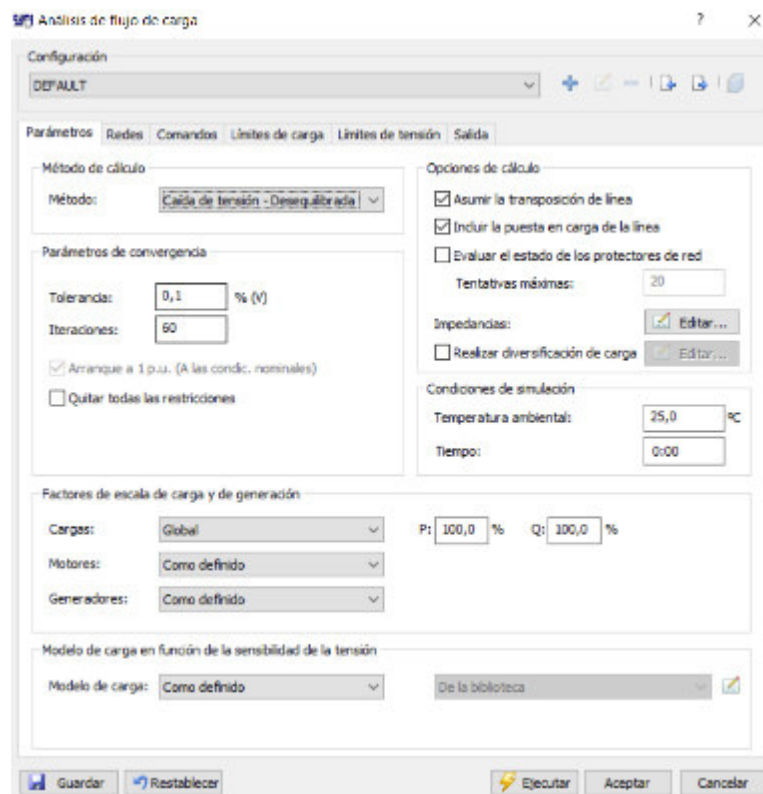 Análisis de flujo de carga
Configuración
DEFAULT
Parámetros Redes Comandos Límites de carga Límites de tensión Salida
Método de cálculo
Método: Caída de tensión - Desequilibrada
Parámetros de convergencia
Tolerancia: 0,1 % (V)
Iteraciones: 60
Arranque a 1 p.u. (A las condic. nominales)
Quitar todas las restricciones
Opciones de cálculo
Asumir la transposición de línea
Incluir la puesta en carga de la línea
Evaluar el estado de los protectores de red
Tentativas máximas: 20
Impedancias: Editar...
Realizar diversificación de carga Editar...
Condiciones de simulación
Temperatura ambiental: 25,0 ºC
Tiempo: 0:00
Factores de escala de carga y de generación
Cargas: Global P: 100,0 % Q: 100,0 %
Motores: Como definido
Generadores: Como definido
Modelo de carga en función de la sensibilidad de la tensión
Modelo de carga: Como definido De la biblioteca
Guardar Restablecer Ejecutar Aceptar Cancelar